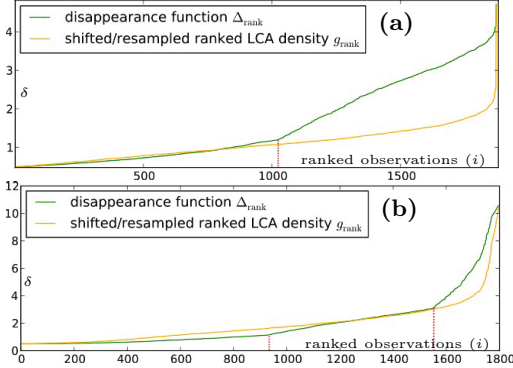 disappearance function Δrank
shifted/resampled ranked LCA density grank
(a)
4
3
2
1
δ
ranked observations (i)
500
1000
1500
12
10
8
6
4
2
0
disappearance function Δrank
shifted/resampled ranked LCA density grank
(b)
δ
ranked observations (i)
0
200
400
600
800
1000
1200
1400
1600
1800